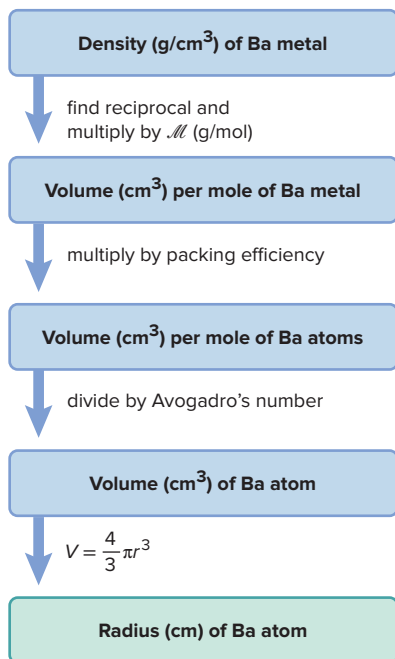 Density (g/cm³) of Ba metal
find reciprocal and
multiply by ℳ (g/mol)
Volume (cm³) per mole of Ba metal
multiply by packing efficiency
Volume (cm³) per mole of Ba atoms
divide by Avogadro’s number
Volume (cm³) of Ba atom
V = 4/3 πr³
Radius (cm) of Ba atom